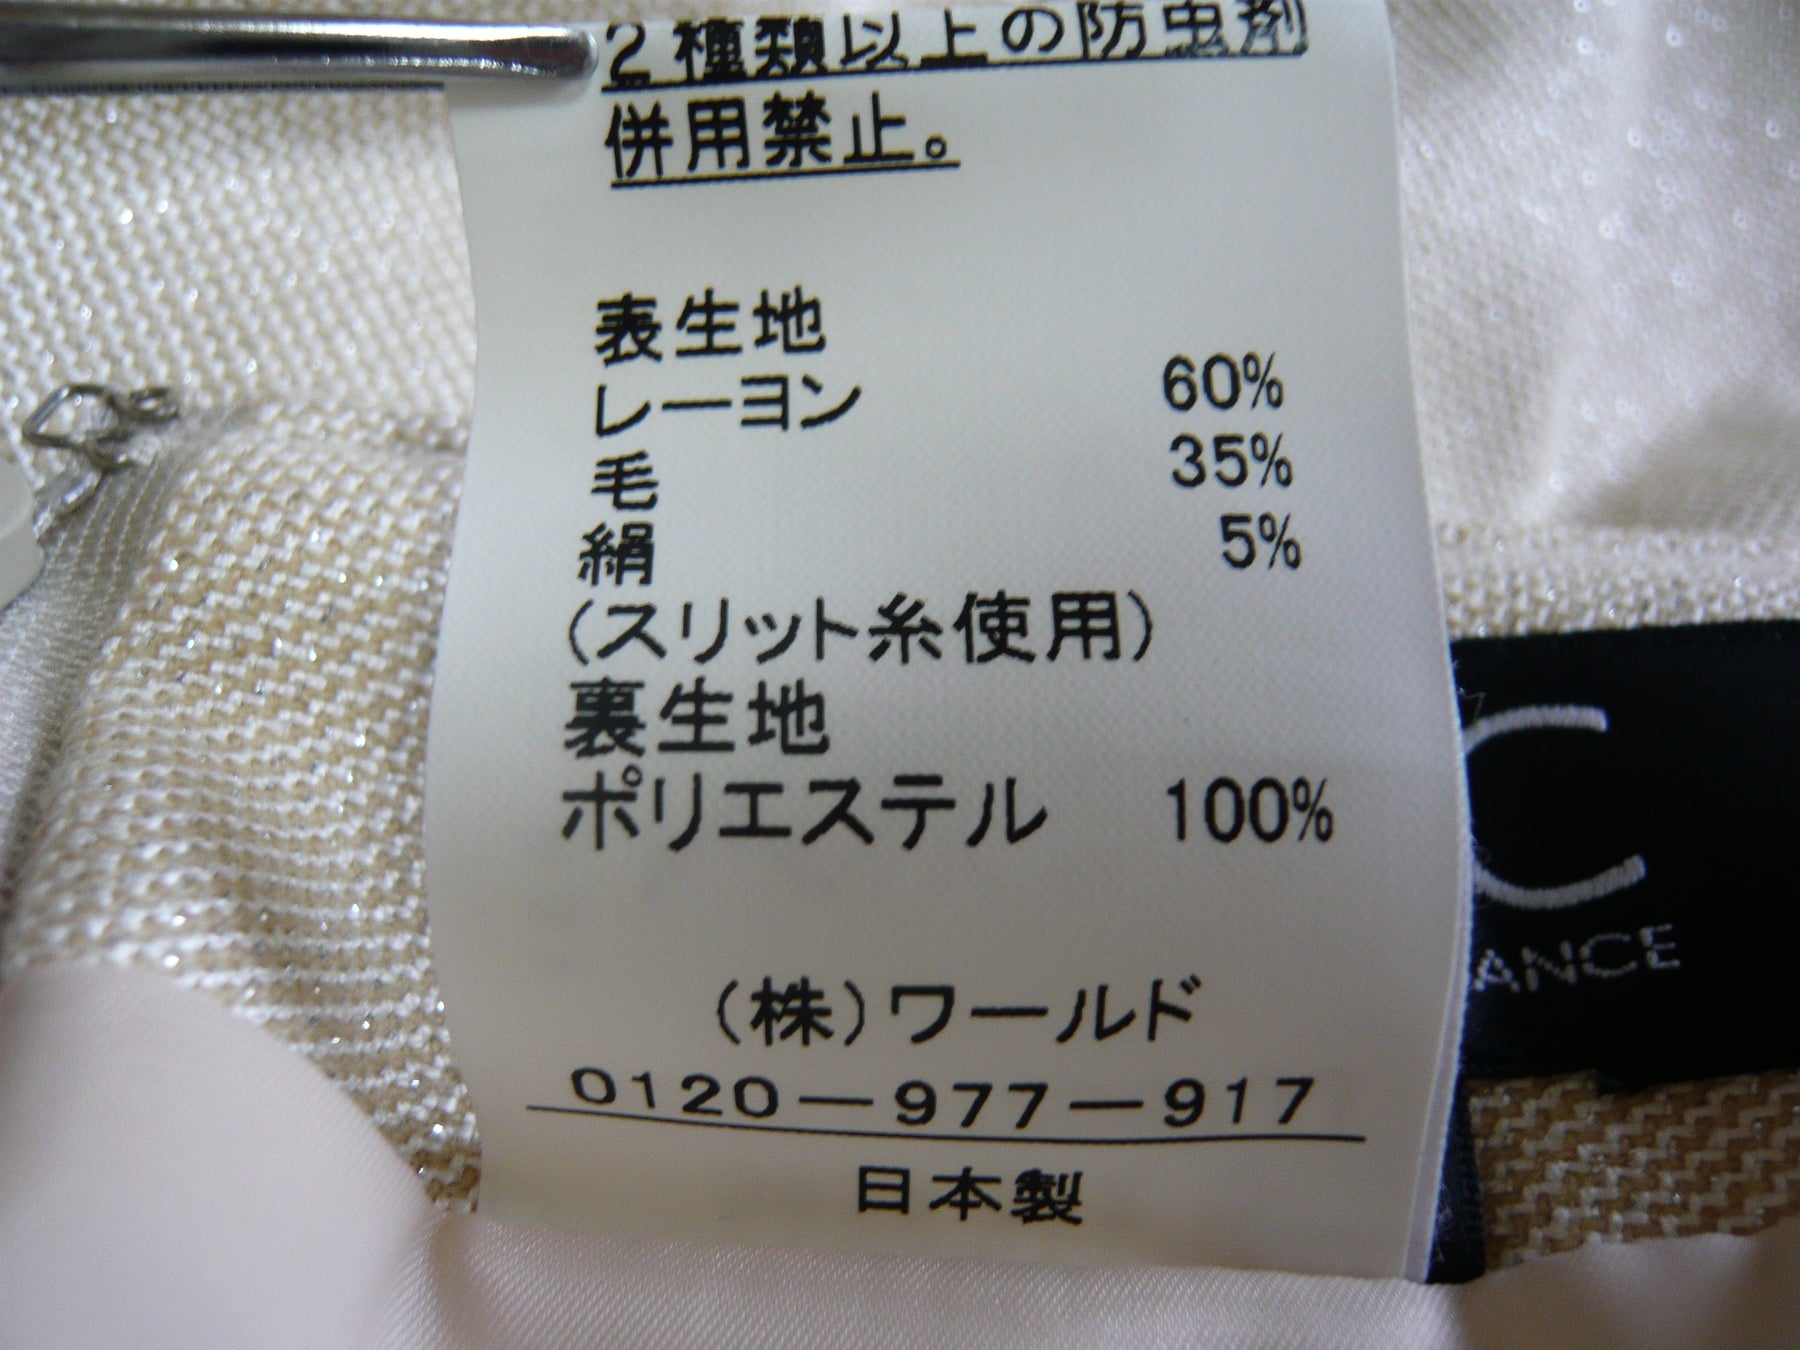 2種類以上の防虫剤
併用禁止。
表生地
レーヨン 60%
毛 35%
絹 5%
(スリット糸使用)
裏生地
ポリエステル 100%
(株)ワールド
0120-977-917
日本製
C
ANCE